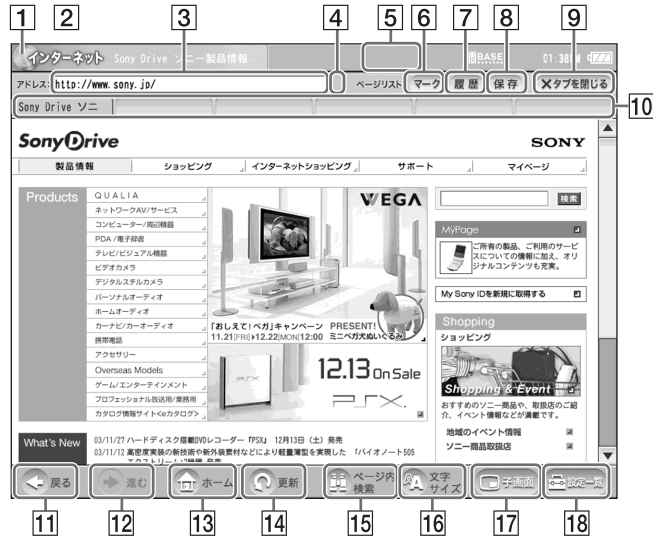 1 2 3 4 5 6 7 8 9
インターネット Sony Drive ソニー製品情報 BASE 01:38
アドレス: http://www.sony.jp/ ページリスト マーク 履歴 保存 ×タブを閉じる
Sony Drive ソニ 10
SonyDrive SONY
製品情報 ショッピング インターネットショッピング サポート マイページ
Products
QUALIA
ネットワークAV/サービス
コンピューター/周辺機器
PDA /電子辞書
テレビ/ビジュアル機器
ビデオカメラ
デジタルスチルカメラ
パーソナルオーディオ
ホームオーディオ
カーナビ/カーオーディオ
携帯電話
アクセサリー
Overseas Models
ゲーム/エンターテインメント
プロフェッショナル放送用/業務用
カタログ情報サイト<eカタログ>
WEGA
「おしえて!ベガ」キャンペーン PRESENT!
11.21[FRI]▶12.22[MON]12:00 ミニベガ犬ぬいぐるみ
12.13 On Sale
PSX
検索
MyPage
ご所有の製品、ご利用のサービ
スについての情報に加え、オリ
ジナルコンテンツも充実。
My Sony IDを新規に取得する
Shopping
ショッピング
Shopping & Event
おすすめのソニー商品や、取扱店のご紹
介、イベント情報などが満載です。
地域のイベント情報
ソニー商品取扱店
What's New
03/11/27 ハードディスク搭載DVDレコーダー『PSX』 12月13日（土）発売
03/11/12 高密度実装の新技術や新外装素材などにより軽量薄型を実現した 「バイオノート505
戻る 進む ホーム 更新 ページ内検索 文字サイズ 子画面 設定一覧
11 12 13 14 15 16 17 18